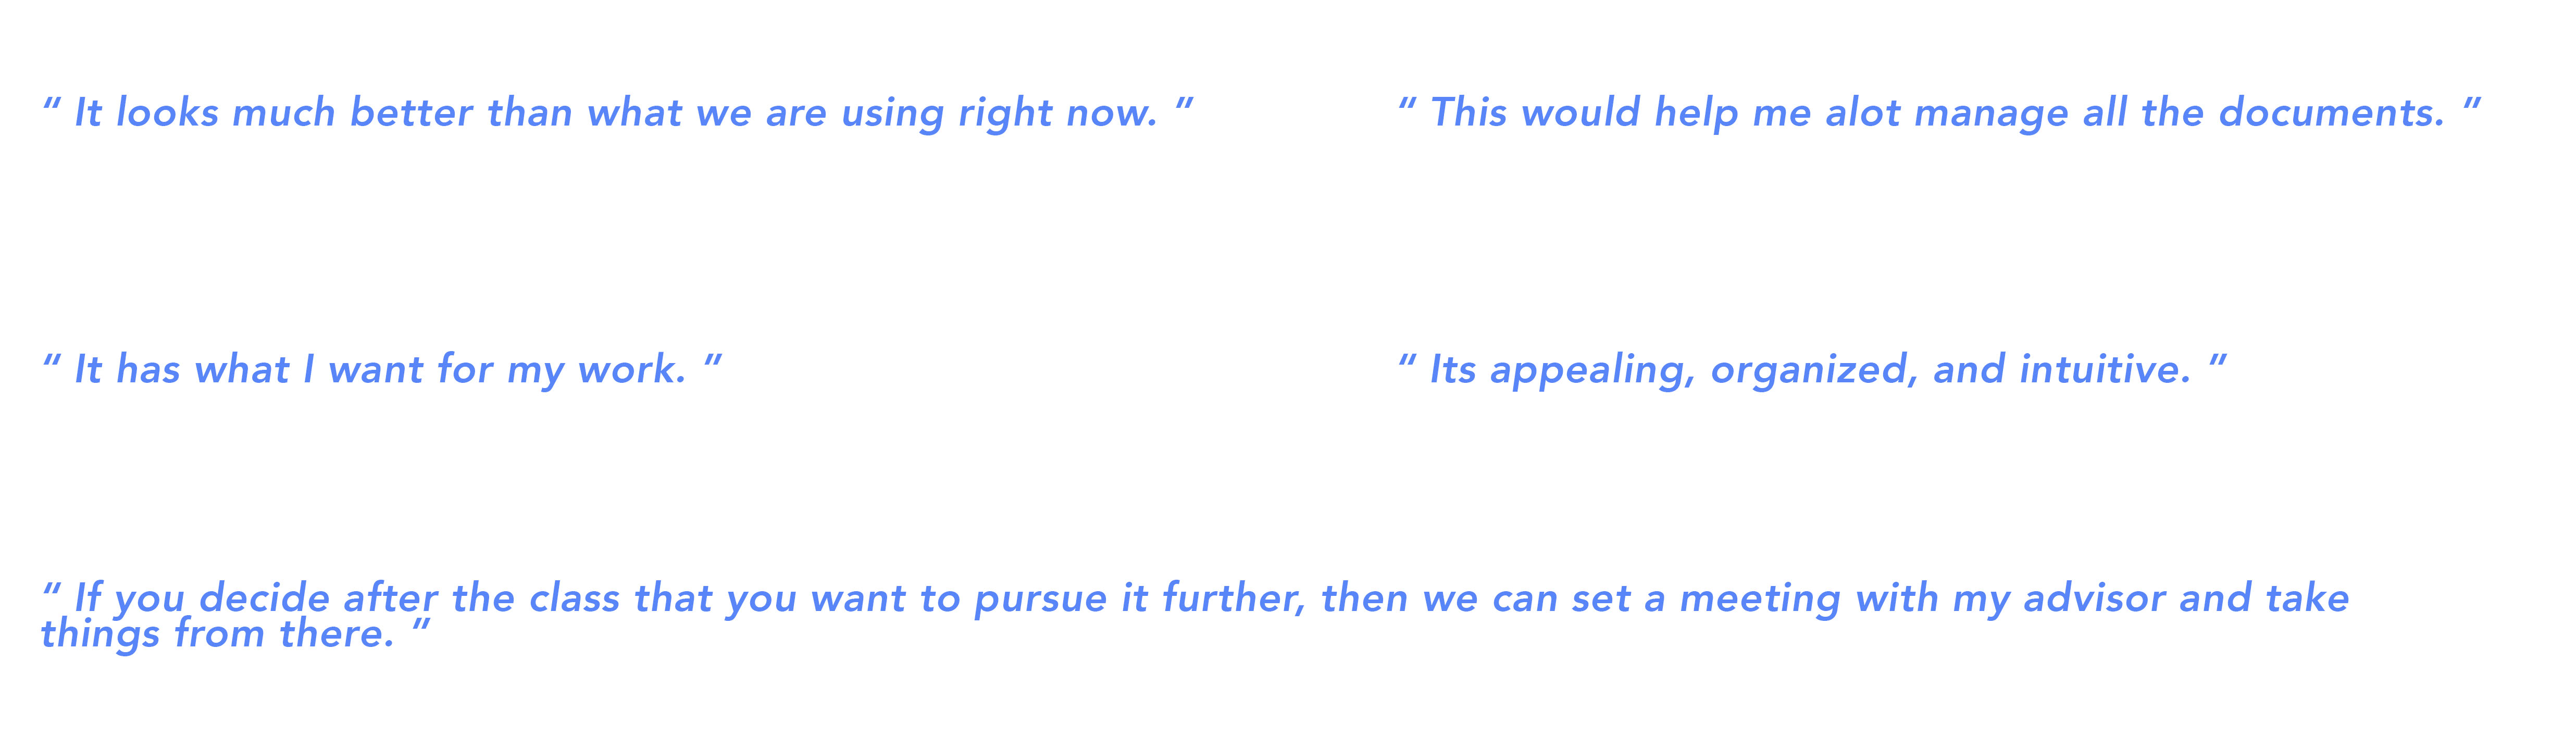 “ It looks much better than what we are using right now. ”
“ This would help me alot manage all the documents. ”
“ It has what I want for my work. ”
“ Its appealing, organized, and intuitive. ”
“ If you decide after the class that you want to pursue it further, then we can set a meeting with my advisor and take
things from there. ”